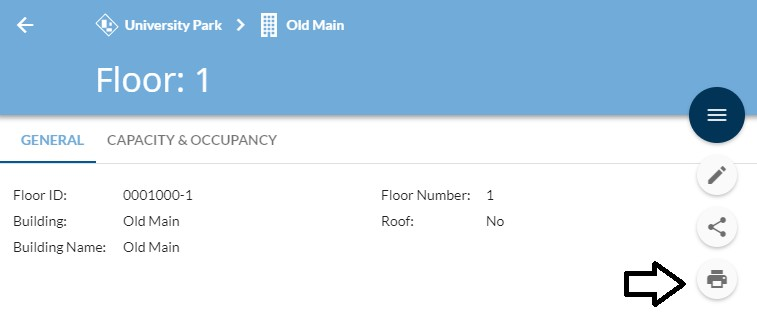 University Park > Old Main
Floor: 1
GENERAL CAPACITY & OCCUPANCY
Floor ID: 0001000-1 Floor Number: 1
Building: Old Main Roof: No
Building Name: Old Main